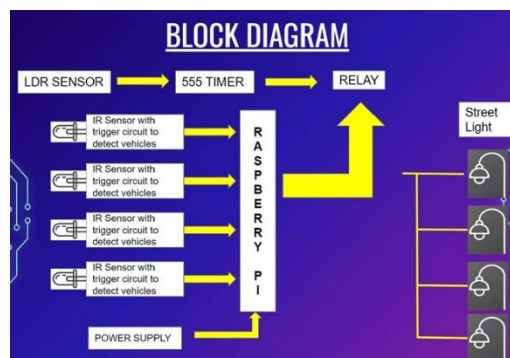 BLOCK DIAGRAM
LDR SENSOR
555 TIMER
RELAY
Street
Light
IR Sensor with
trigger circuit to
detect vehicles
IR Sensor with
trigger circuit to
detect vehicles
IR Sensor with
trigger circuit to
detect vehicles
IR Sensor with
trigger circuit to
detect vehicles
RASPBERRY PI
POWER SUPPLY